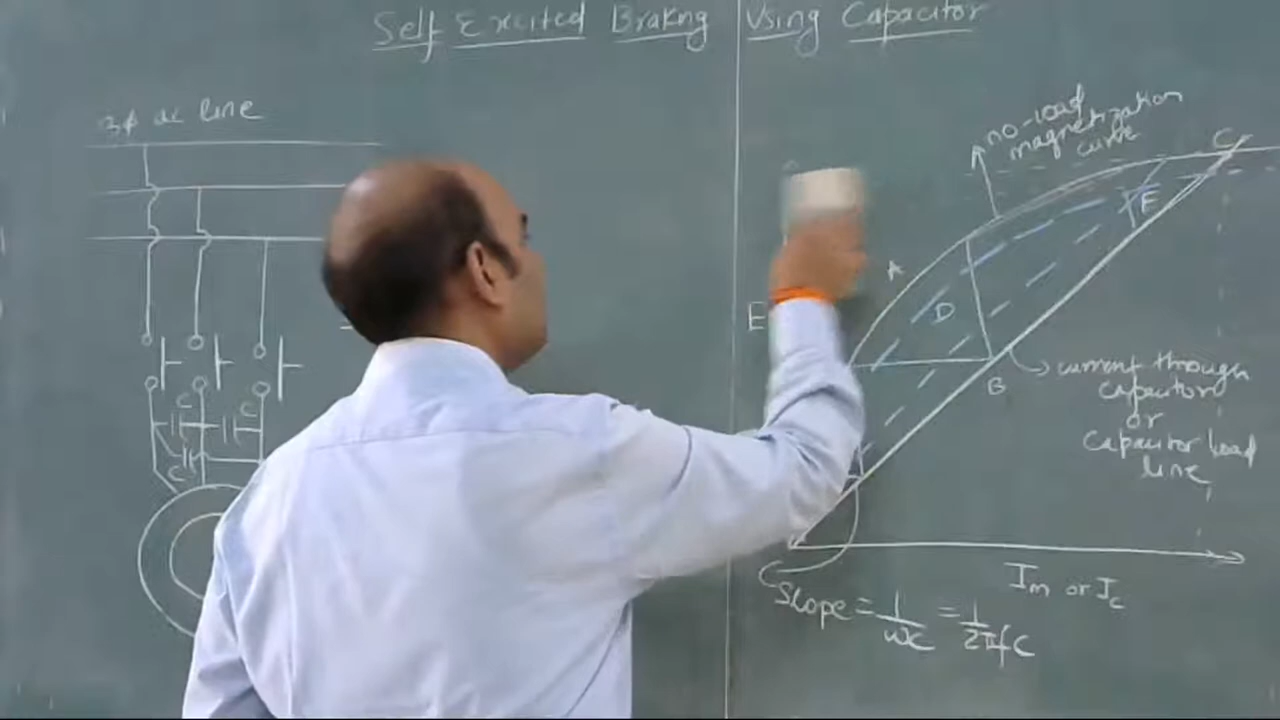 Self Excited Brakng Using Capacitor
3φ ac line
C
C
C
no-load
magnetization
curve
C
E
A
D
E
B
current through
capacitor
or
capacitor load
line
Im or Ic
Slope = 1/ωc = 1/2πfc